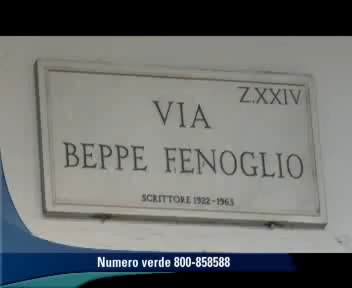 Z.XXIV
VIA
BEPPE FENOGLIO
SCRITTORE 1922-1963
Numero verde 800-858588